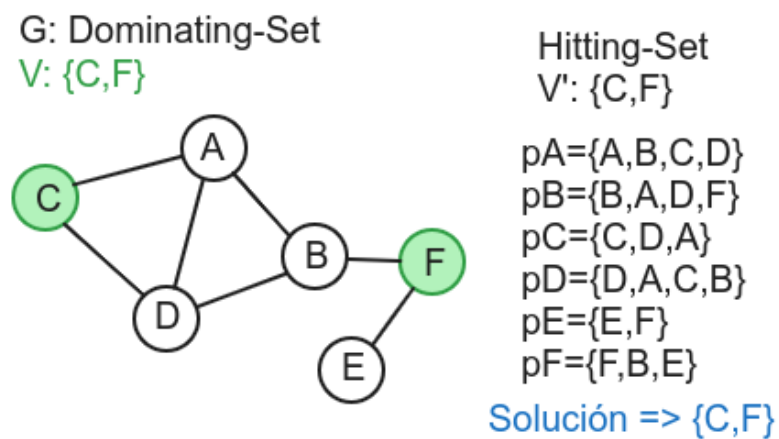 G: Dominating-Set
V: {C,F}
A
C
B
F
D
E
Hitting-Set
V': {C,F}
pA={A,B,C,D}
pB={B,A,D,F}
pC={C,D,A}
pD={D,A,C,B}
pE={E,F}
pF={F,B,E}
Solución => {C,F}